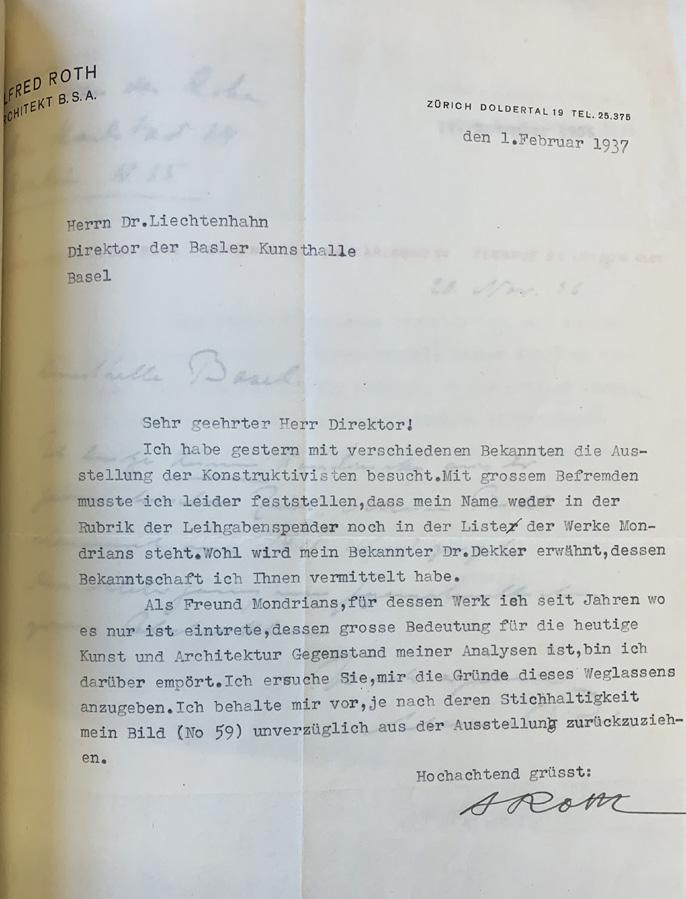 LFRED ROTH
RCHITEKT B.S.A.
ZÜRICH DOLDERTAL 19 TEL. 25.375
den 1.Februar 1937
Herrn Dr.Liechtenhahn
Direktor der Basler Kunsthalle
Basel
20 Nov. 36
Basel
Sehr geehrter Herr Direktor!
Ich habe gestern mit verschiedenen Bekannten die Aus-
stellung der Konstruktivisten besucht.Mit grossem Befremden
musste ich leider feststellen,dass mein Name weder in der
Rubrik der Leihgabenspender noch in der Liste der Werke Mon-
drians steht.Wohl wird mein Bekannter Dr.Dekker erwähnt,dessen
Bekanntschaft ich Ihnen vermittelt habe.
Als Freund Mondrians,für dessen Werk ich seit Jahren wo
es nur ist eintrete,dessen grosse Bedeutung für die heutige
Kunst und Architektur Gegenstand meiner Analysen ist,bin ich
darüber empört.Ich ersuche Sie,mir die Gründe dieses Weglassens
anzugeben.Ich behalte mir vor,je nach deren Stichhaltigkeit
mein Bild (No 59) unverzüglich aus der Ausstellung zurückzuzieh-
en.
Hochachtend grüsst:
A Roth